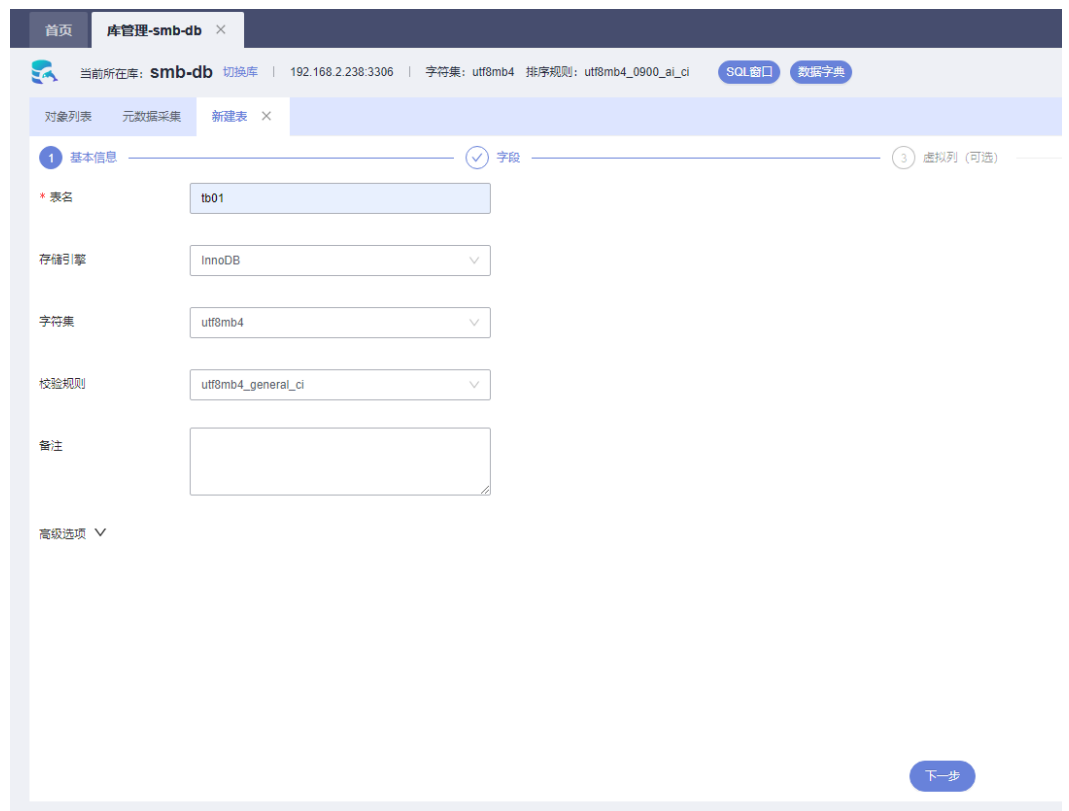 首页 库管理-smb-db
当前所在库: smb-db 切换库 | 192.168.2.238:3306 | 字符集: utf8mb4 排序规则: utf8mb4_0900_ai_ci SQL窗口 数据字典
对象列表 元数据采集 新建表
1 基本信息 字段 3 虚拟列 (可选)
* 表名 tb01
存储引擎 InnoDB
字符集 utf8mb4
校验规则 utf8mb4_general_ci
备注
高级选项
下一步